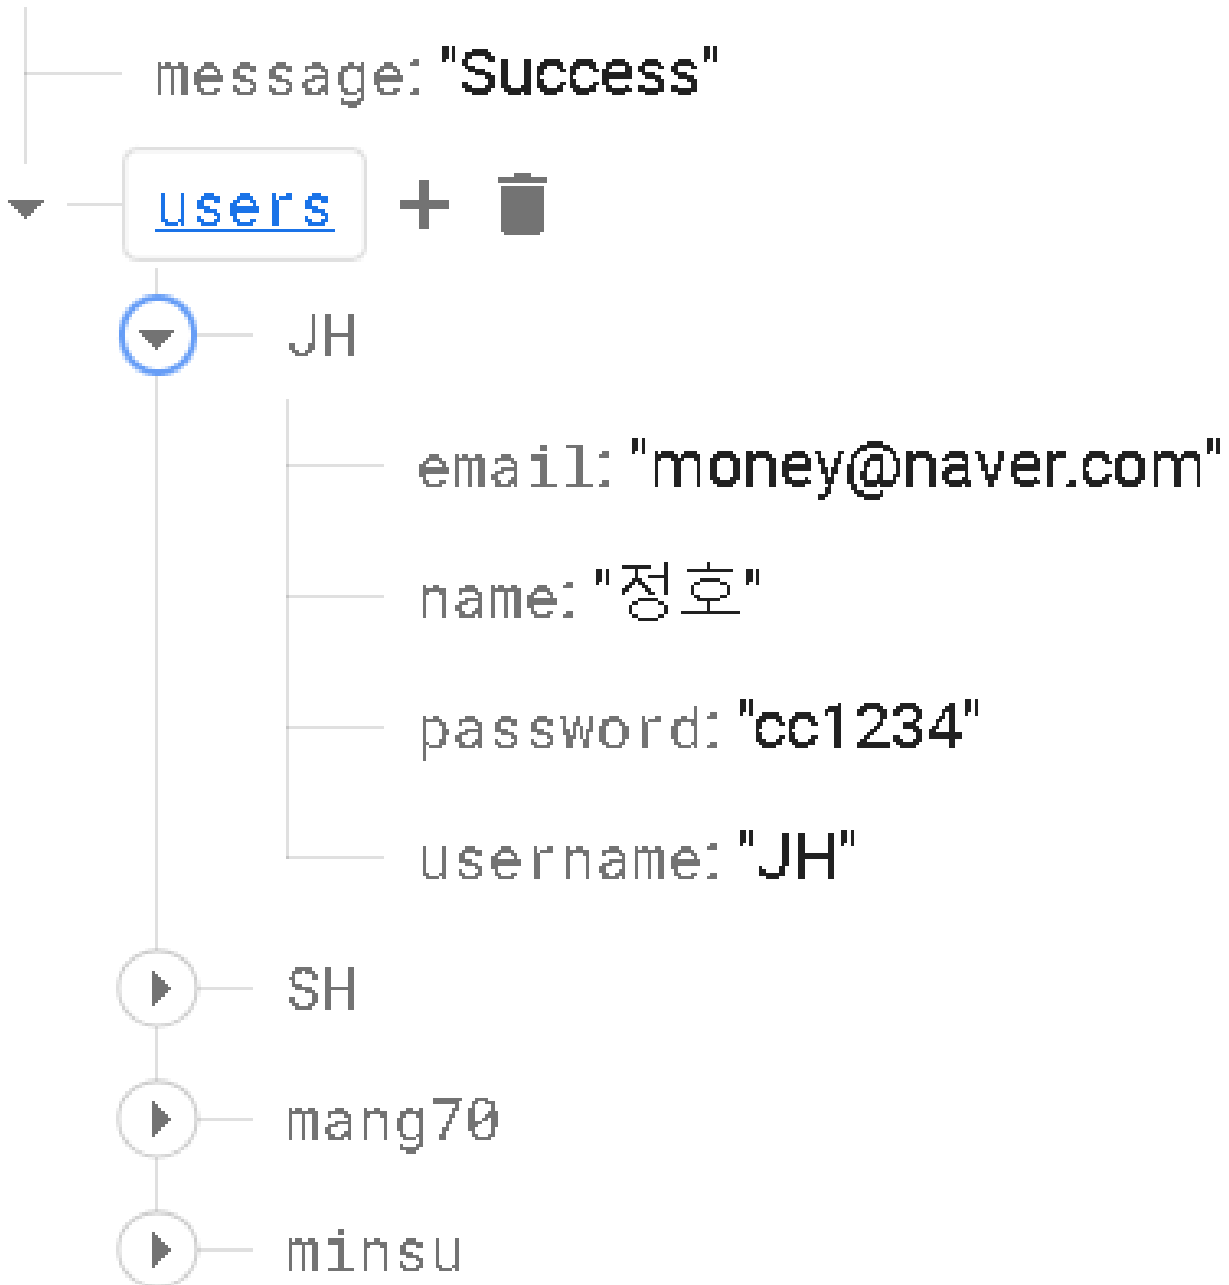 message: "Success"
users
JH
email: "money@naver.com"
name: "정호"
password: "cc1234"
username: "JH"
SH
mang70
minsu